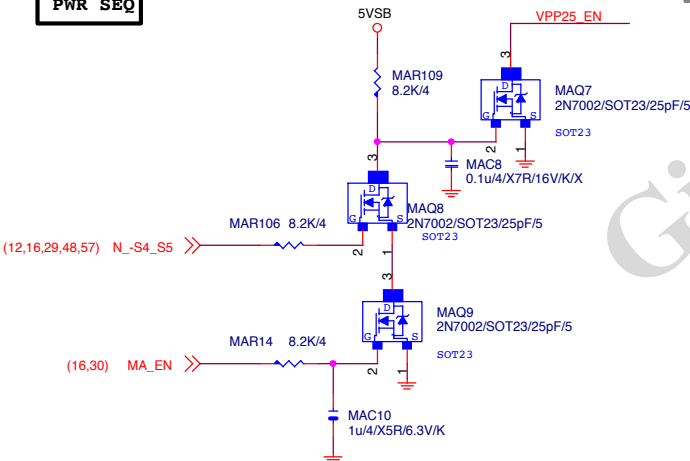 PWR SEQ
5VSB
VPP25_EN
3
MAR109
8.2K/4
D
G
S
MAQ7
2N7002/SOT23/25pF/5
SOT23
2
1
3
MAC8
0.1u/4/X7R/16V/K/X
D
G
S
MAQ8
2N7002/SOT23/25pF/5
SOT23
MAR106 8.2K/4
(12,16,29,48,57) N_-S4_S5
2
1
3
D
G
S
MAQ9
2N7002/SOT23/25pF/5
SOT23
MAR14 8.2K/4
(16,30) MA_EN
2
1
MAC10
1u/4/X5R/6.3V/K
Gi